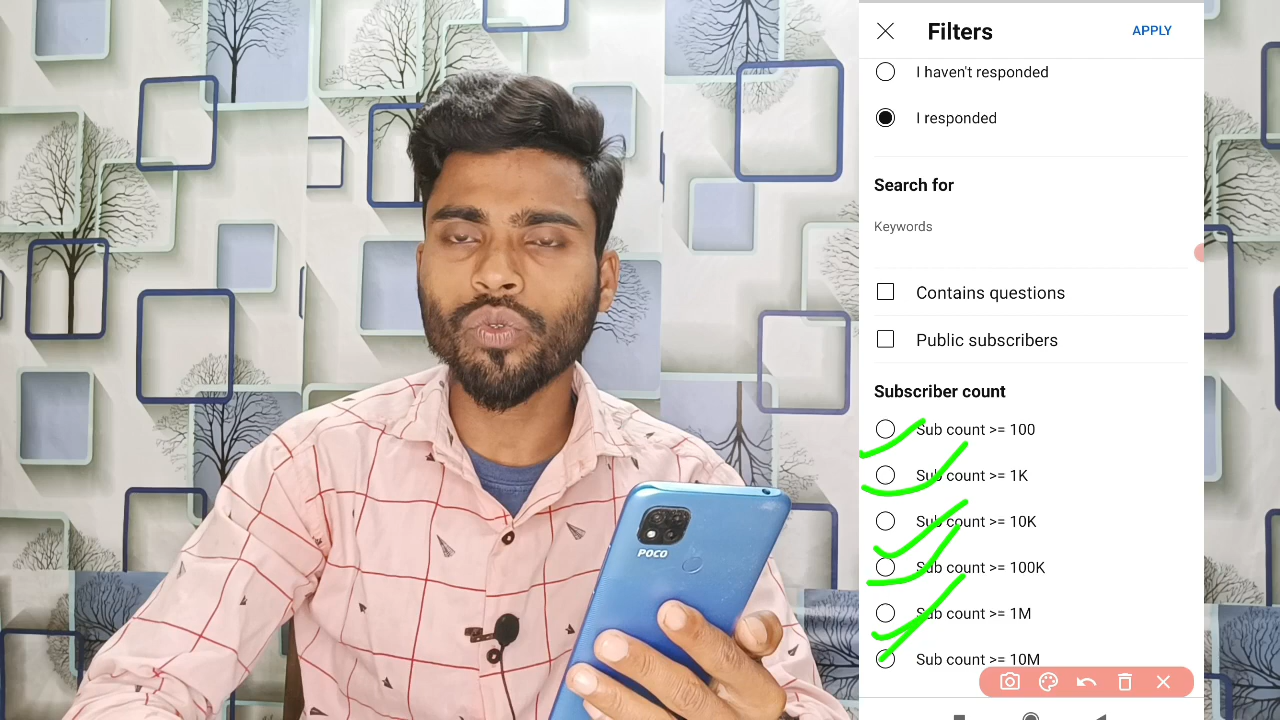 Filters
APPLY
I haven't responded
I responded
Search for
Keywords
Contains questions
Public subscribers
Subscriber count
Sub count >= 100
Sub count >= 1K
Sub count >= 10K
Sub count >= 100K
Sub count >= 1M
Sub count >= 10M
POCO